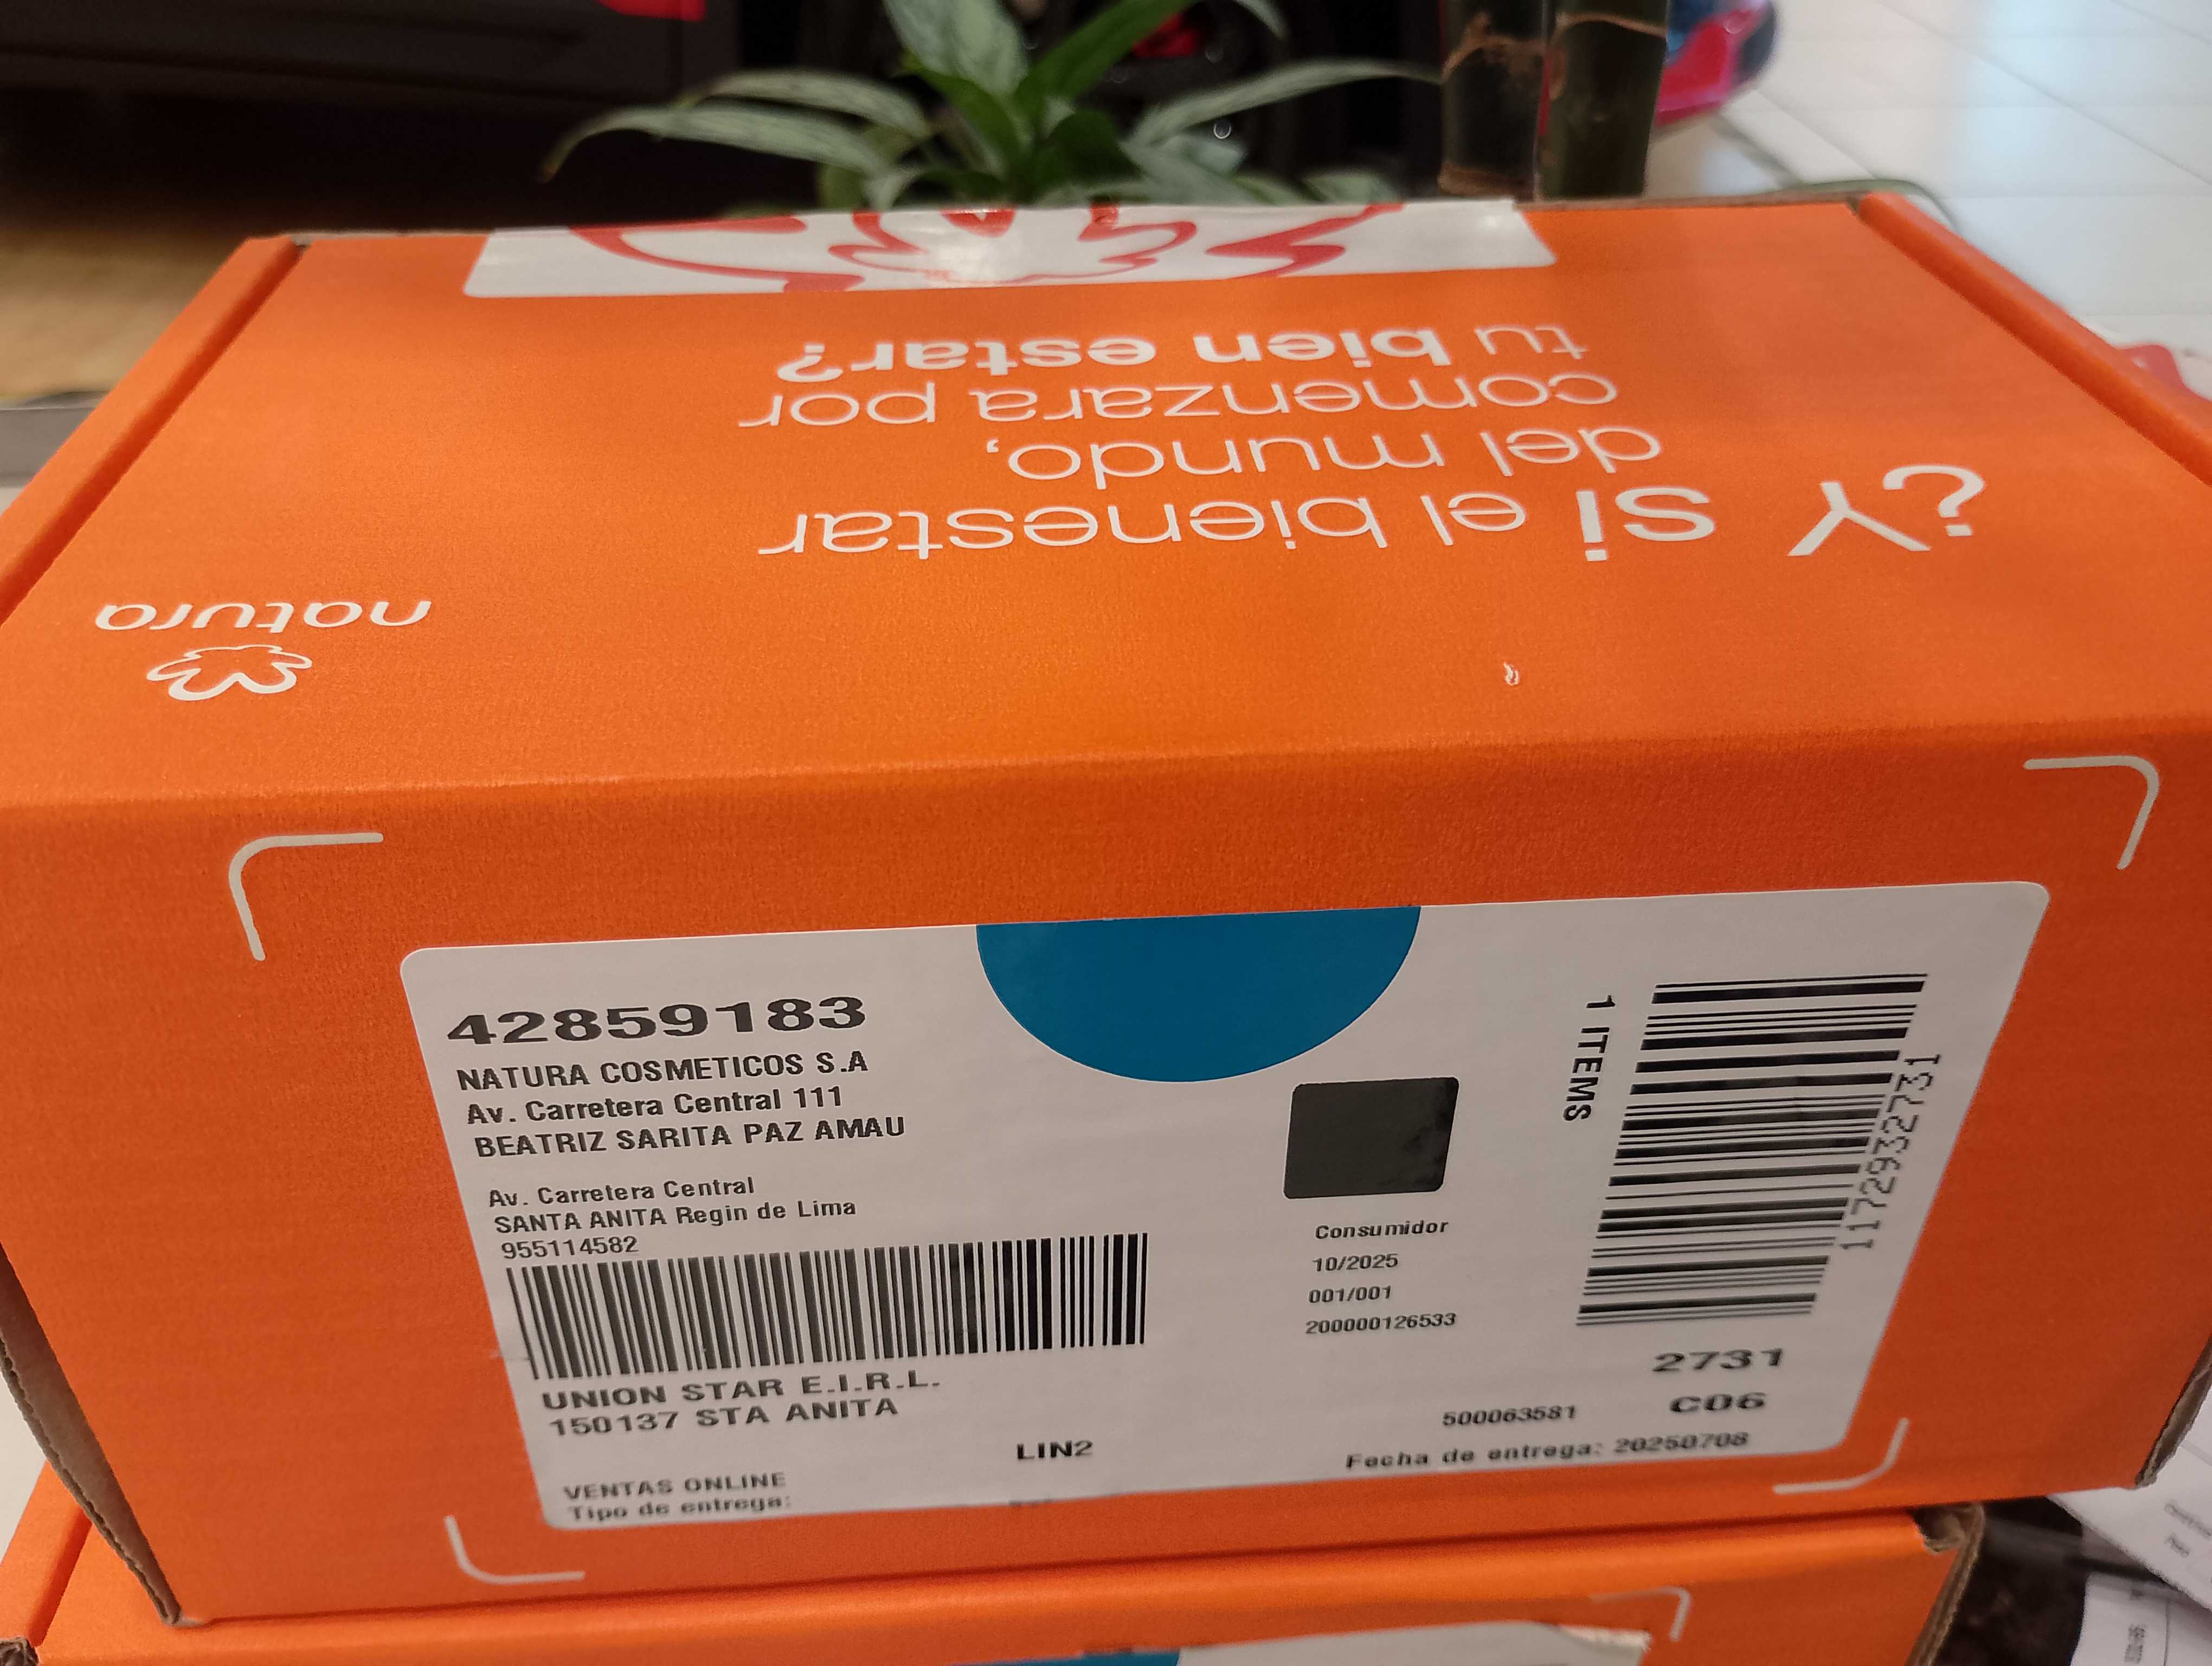 ¿Y si el bienestar
del mundo,
comenzara por
tu bien estar?
natura
42859183
NATURA COSMETICOS S.A
Av. Carretera Central 111
BEATRIZ SARITA PAZ AMAU
Av. Carretera Central
SANTA ANITA Regin de Lima
955114582
UNION STAR E.I.R.L.
150137 STA ANITA
LIN2
VENTAS ONLINE
Tipo de entrega:
Consumidor
10/2025
001/001
200000126533
1 ITEMS
1172932731
2731
C06
500063581
Fecha de entrega: 20250708